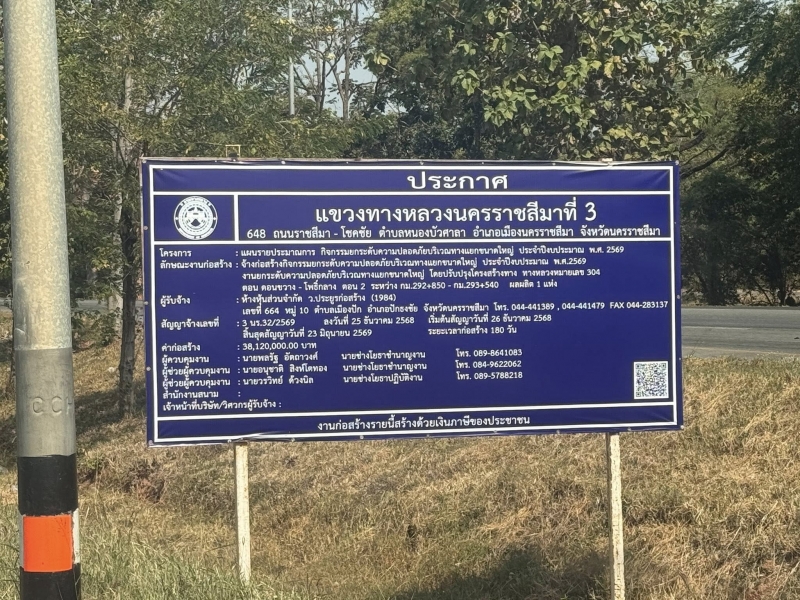 ประกาศ
แขวงทางหลวงนครราชสีมาที่ 3
648 ถนนราชสีมา - โชคชัย ตำบลหนองบัวศาลา อำเภอเมืองนครราชสีมา จังหวัดนครราชสีมา
โครงการ : แผนรายประมาณการ กิจกรรมยกระดับความปลอดภัยบริเวณทางแยกขนาดใหญ่ ประจำปีงบประมาณ พ.ศ. 2569
ลักษณะงานก่อสร้าง : จ้างก่อสร้างกิจกรรมยกระดับความปลอดภัยบริเวณทางแยกขนาดใหญ่ ประจำปีงบประมาณ พ.ศ.2569
งานยกระดับความปลอดภัยบริเวณทางแยกขนาดใหญ่ โดยปรับปรุงโครงสร้างทาง ทางหลวงหมายเลข 304
ตอน ดอนขวาง - โพธิ์กลาง ตอน 2 ระหว่าง กม.292+850 - กม.293+540 ผลผลิต 1 แห่ง
ผู้รับจ้าง : ห้างหุ้นส่วนจำกัด ว.ประยูรก่อสร้าง (1984)
เลขที่ 664 หมู่ 10 ตำบลเมืองปัก อำเภอปักธงชัย จังหวัดนครราชสีมา โทร. 044-441389 , 044-441479 FAX 044-283137
สัญญาจ้างเลขที่ : 3 นร.32/2569 ลงวันที่ 25 ธันวาคม 2568 เริ่มต้นสัญญาวันที่ 26 ธันวาคม 2568
สิ้นสุดสัญญาวันที่ 23 มิถุนายน 2569 ระยะเวลาก่อสร้าง 180 วัน
ค่าก่อสร้าง : 38,120,000.00 บาท
ผู้ควบคุมงาน : นายพลรัฐ อัตถาวงศ์ นายช่างโยธาชำนาญงาน โทร. 089-8641083
ผู้ช่วยผู้ควบคุมงาน : นายอนุชาติ สิงห์โตทอง นายช่างโยธาชำนาญงาน โทร. 084-9622062
ผู้ช่วยผู้ควบคุมงาน : นายวรวิทย์ ด้วงนิล นายช่างโยธาปฏิบัติงาน โทร. 089-5788218
สำนักงานสนาม :
เจ้าหน้าที่บริษัท/วิศวกรผู้รับจ้าง :
งานก่อสร้างรายนี้สร้างด้วยเงินภาษีของประชาชน